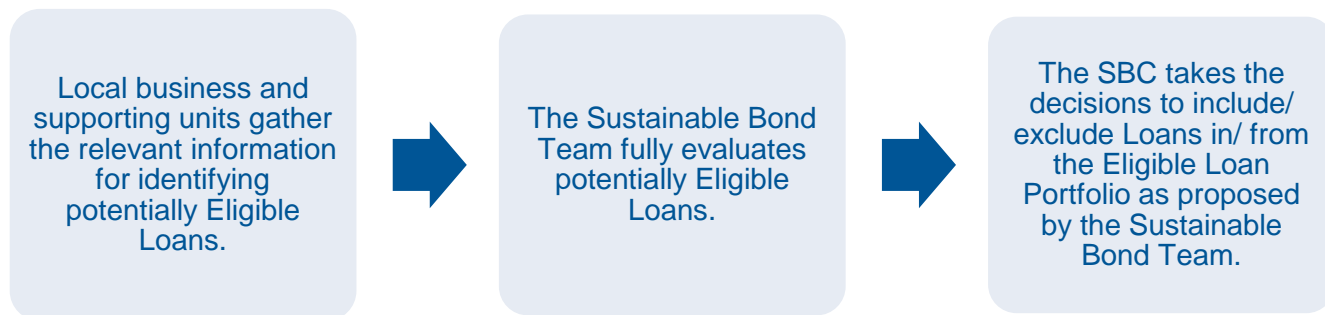 Local business and
supporting units gather
the relevant information
for identifying
potentially Eligible
Loans.
The Sustainable Bond
Team fully evaluates
potentially Eligible
Loans.
The SBC takes the
decisions to include/
exclude Loans in/ from
the Eligible Loan
Portfolio as proposed
by the Sustainable
Bond Team.